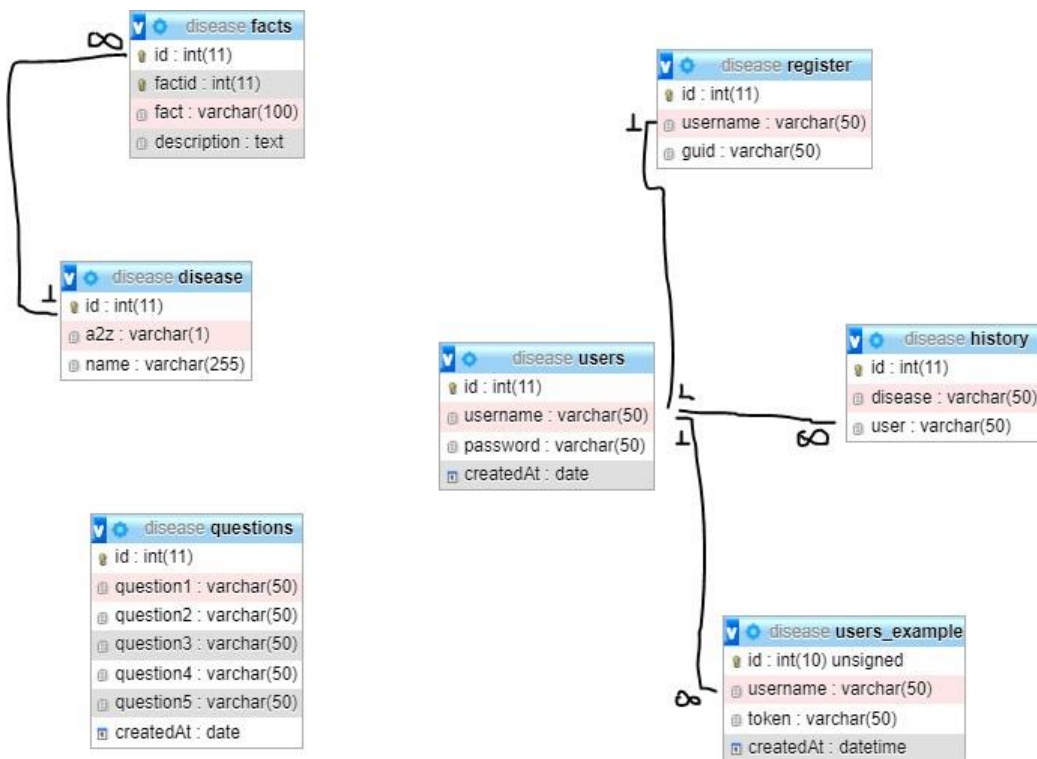 disease facts
id : int(11)
factid : int(11)
fact : varchar(100)
description : text
∞
1
disease disease
id : int(11)
a2z : varchar(1)
name : varchar(255)
disease questions
id : int(11)
question1 : varchar(50)
question2 : varchar(50)
question3 : varchar(50)
question4 : varchar(50)
question5 : varchar(50)
createdAt : date
disease register
id : int(11)
username : varchar(50)
guid : varchar(50)
1
disease users
id : int(11)
username : varchar(50)
password : varchar(50)
createdAt : date
1
1
∞
disease history
id : int(11)
disease : varchar(50)
user : varchar(50)
∞
disease users_example
id : int(10) unsigned
username : varchar(50)
token : varchar(50)
createdAt : datetime